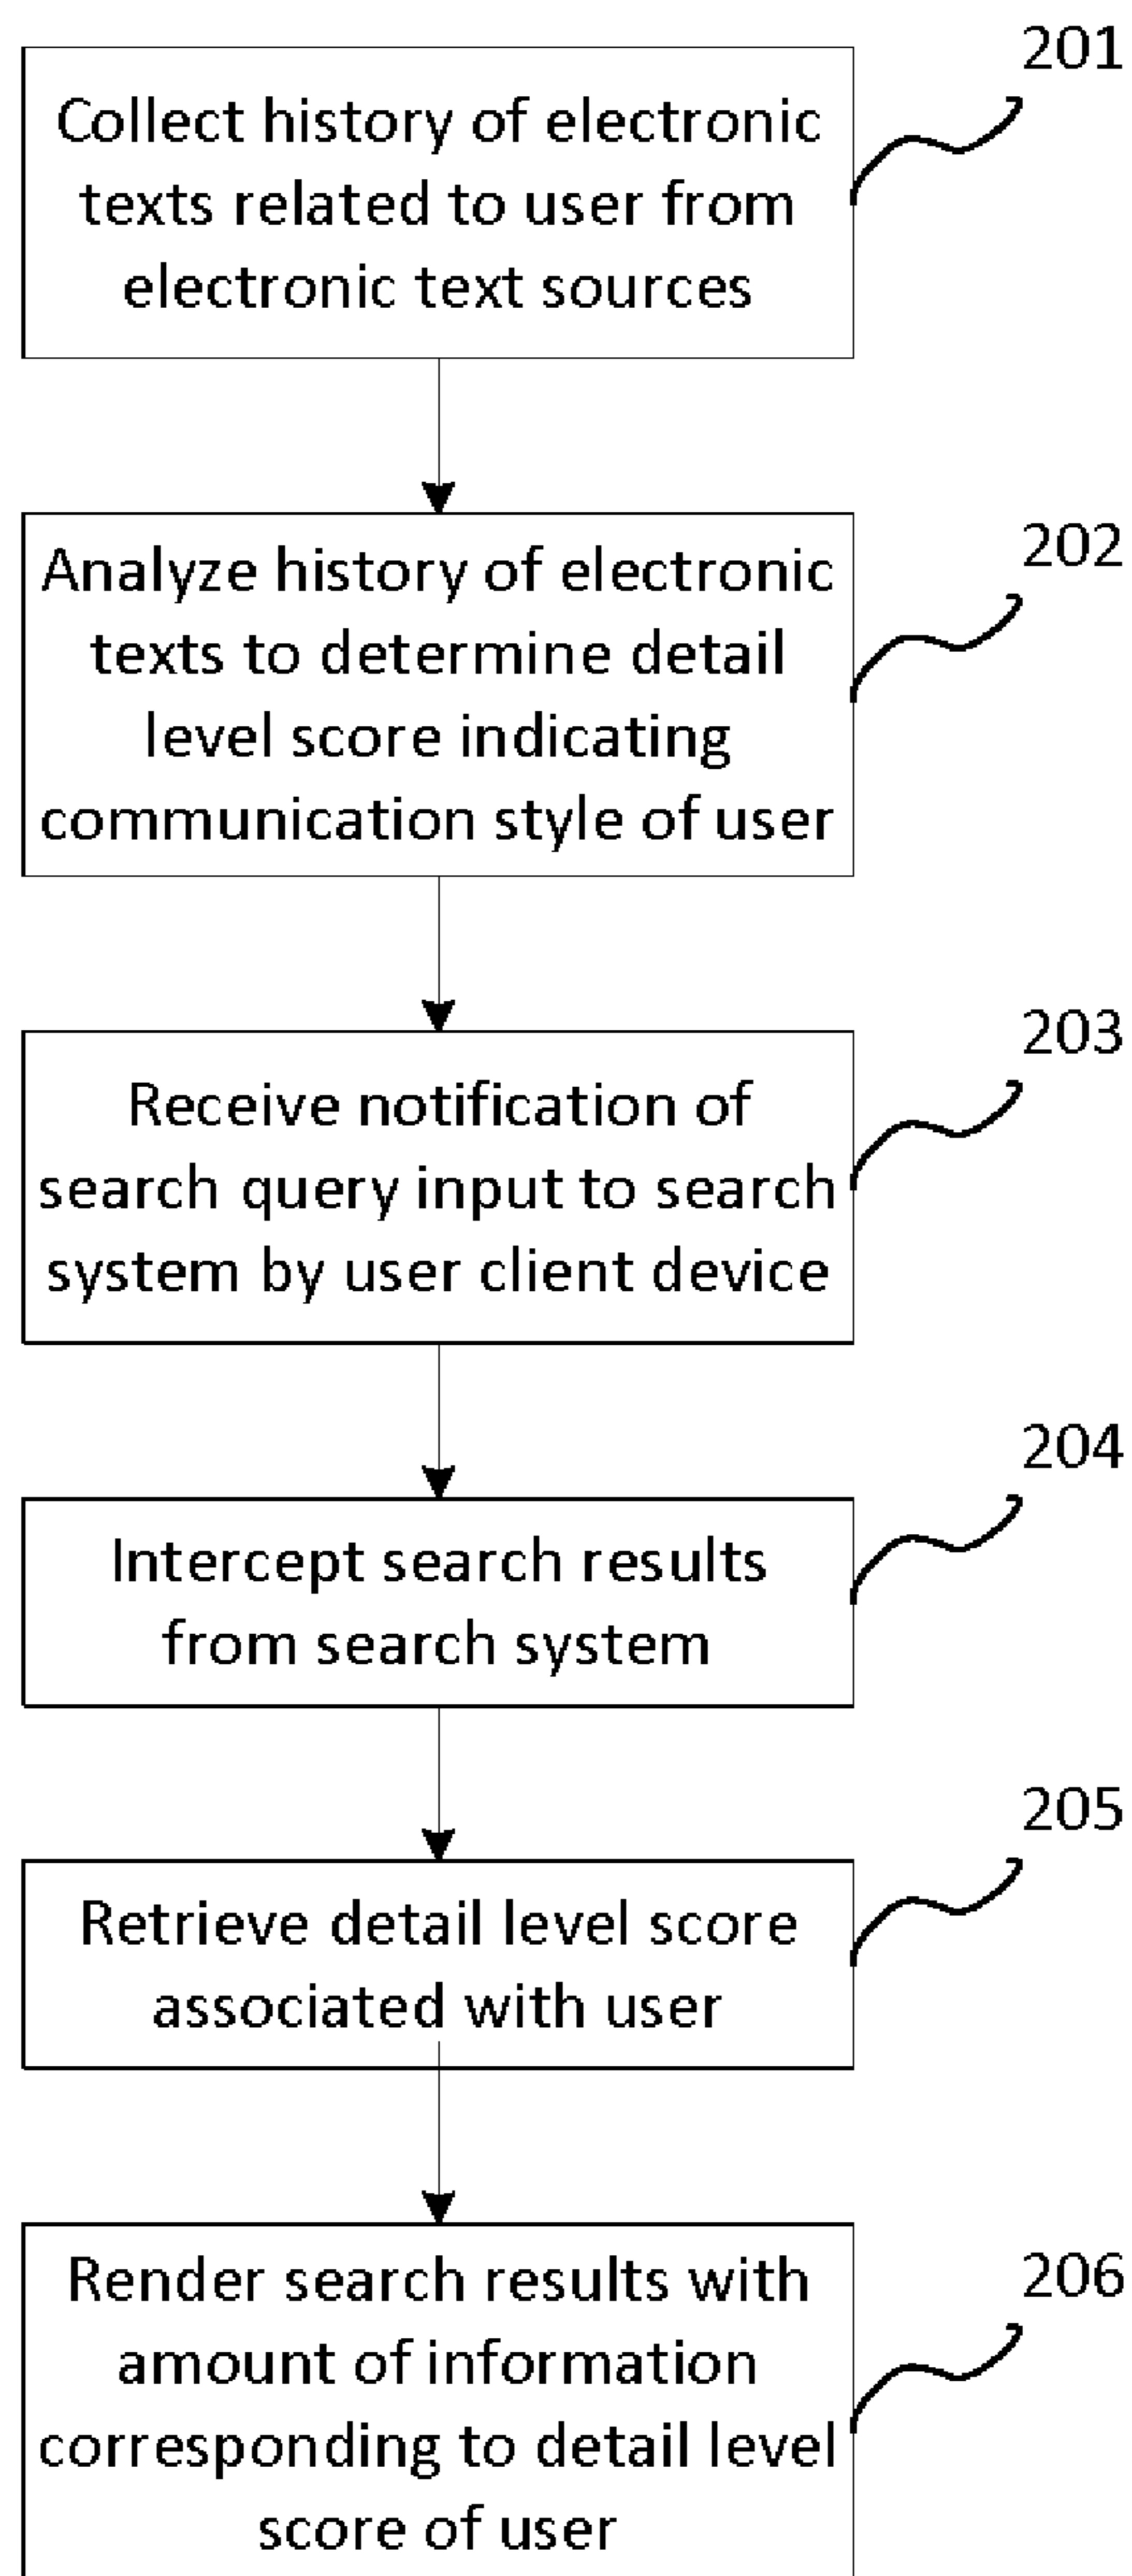 201
Collect history of electronic
texts related to user from
electronic text sources
202
Analyze history of electronic
texts to determine detail
level score indicating
communication style of user
203
Receive notification of
search query input to search
system by user client device
204
Intercept search results
from search system
205
Retrieve detail level score
associated with user
206
Render search results with
amount of information
corresponding to detail level
score of user